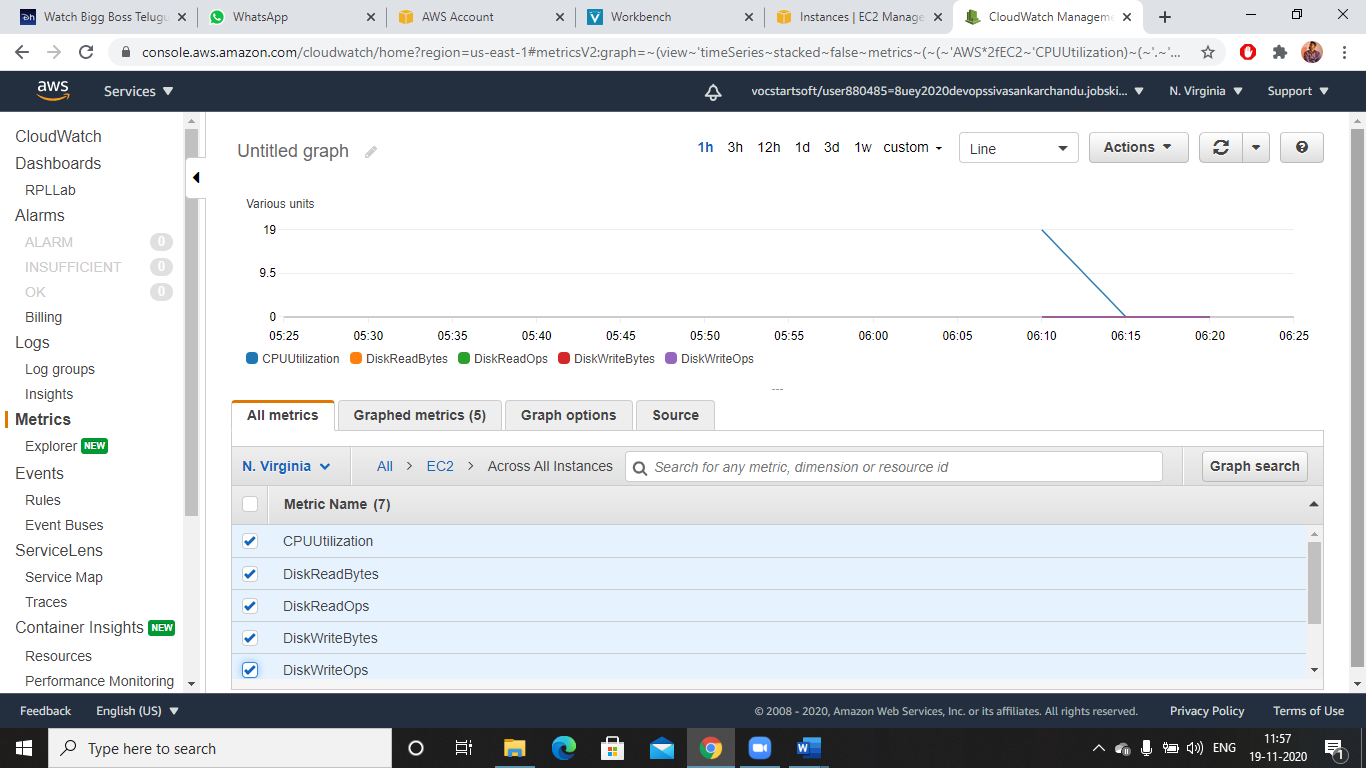 Watch Bigg Boss Telugu
WhatsApp
AWS Account
Workbench
Instances | EC2 Manage
CloudWatch Manageme
console.aws.amazon.com/cloudwatch/home?region=us-east-1#metricsV2:graph=~(view~'timeSeries~stacked~false~metrics~(~(~'AWS*2fEC2~'CPUUtilization)~(~'.~'...
aws
Services
vocstartsoft/user880485=8uey2020devopssivasankarchandu.jobski...
N. Virginia
Support
CloudWatch
Dashboards
RPLLab
Alarms
ALARM 0
INSUFFICIENT 0
OK 0
Billing
Logs
Log groups
Insights
Metrics
Explorer NEW
Events
Rules
Event Buses
ServiceLens
Service Map
Traces
Container Insights NEW
Resources
Performance Monitoring
Untitled graph
1h 3h 12h 1d 3d 1w custom
Line
Actions
Various units
19
9.5
0
05:25 05:30 05:35 05:40 05:45 05:50 05:55 06:00 06:05 06:10 06:15 06:20 06:25
CPUUtilization DiskReadBytes DiskReadOps DiskWriteBytes DiskWriteOps
All metrics
Graphed metrics (5)
Graph options
Source
N. Virginia
All > EC2 > Across All Instances
Search for any metric, dimension or resource id
Graph search
Metric Name (7)
CPUUtilization
DiskReadBytes
DiskReadOps
DiskWriteBytes
DiskWriteOps
Feedback
English (US)
© 2008 - 2020, Amazon Web Services, Inc. or its affiliates. All rights reserved.
Privacy Policy
Terms of Use
Type here to search
ENG
11:57
19-11-2020
1